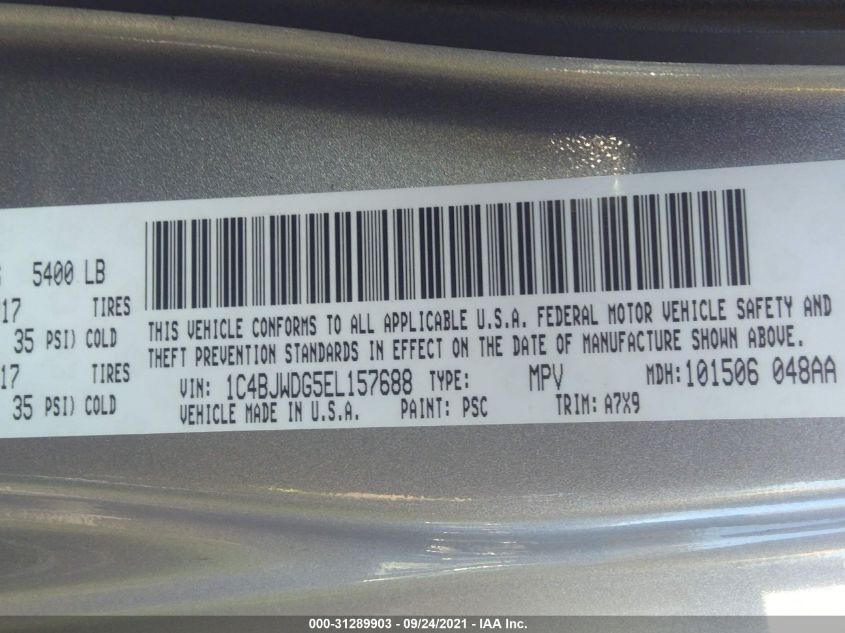 5400 LB
17 TIRES
35 PSI) COLD
17 TIRES
35 PSI) COLD
THIS VEHICLE CONFORMS TO ALL APPLICABLE U.S.A. FEDERAL MOTOR VEHICLE SAFETY AND
THEFT PREVENTION STANDARDS IN EFFECT ON THE DATE OF MANUFACTURE SHOWN ABOVE.
VIN: 1C4BJWDG5EL157688 TYPE: MPV MDH:101506 048AA
VEHICLE MADE IN U.S.A. PAINT: PSC TRIM: A7X9
000-31289903 - 09/24/2021 - IAA Inc.